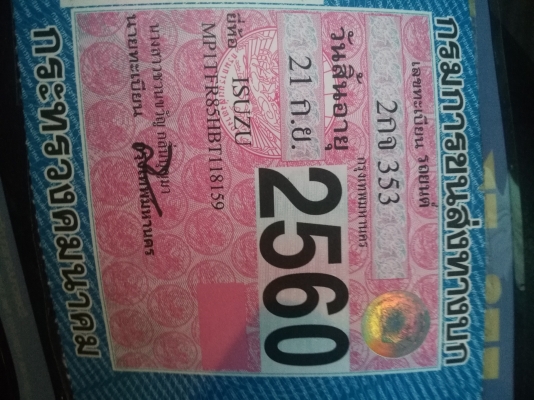 กรมการขนส่งทางบก
เลขทะเบียน รถยนต์
2กจ 353
กรุงเทพมหานคร
วันสิ้นอายุ
21 ก.ย.
2560
ยี่ห้อ ISUZU
MP1TFR85HBT118159
นายทะเบียน
กระทรวงคมนาคม